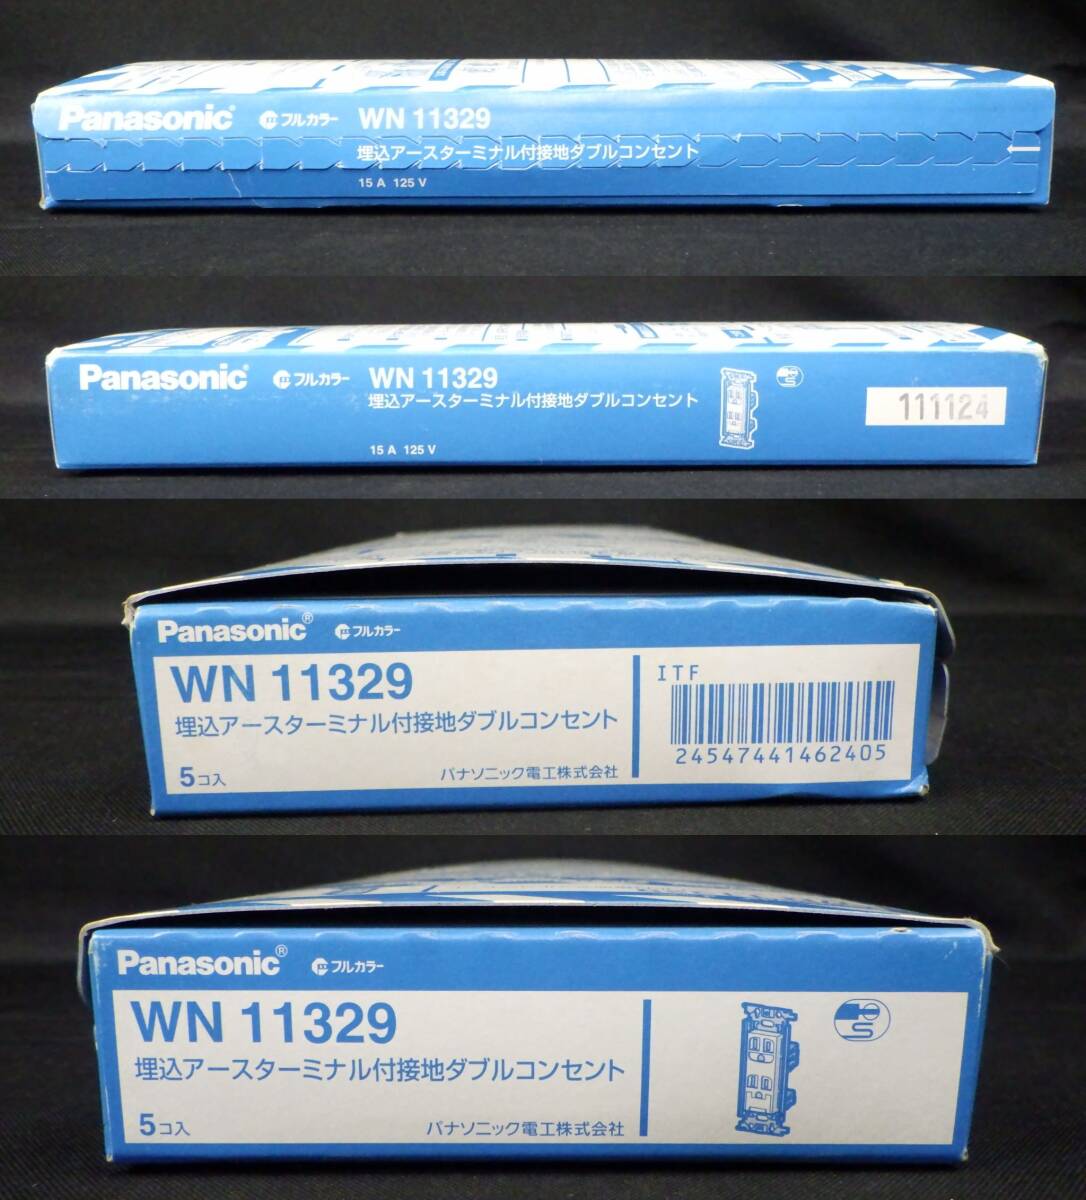 Panasonic® フルカラー WN 11329
埋込アースターミナル付接地ダブルコンセント
15 A 125 V
Panasonic® フルカラー WN 11329
埋込アースターミナル付接地ダブルコンセント
15 A 125 V
111124
Panasonic® フルカラー
WN 11329
埋込アースターミナル付接地ダブルコンセント
5コ入 パナソニック電工株式会社
ITF
24547441462405
Panasonic® フルカラー
WN 11329
埋込アースターミナル付接地ダブルコンセント
5コ入 パナソニック電工株式会社